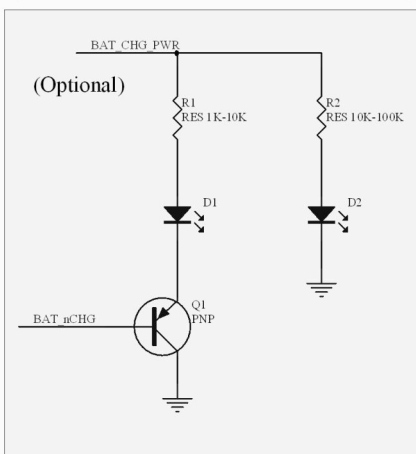 BAT_CHG_PWR
(Optional)
R1
RES 1K-10K
R2
RES 10K-100K
D1
D2
Q1
PNP
BAT_nCHG